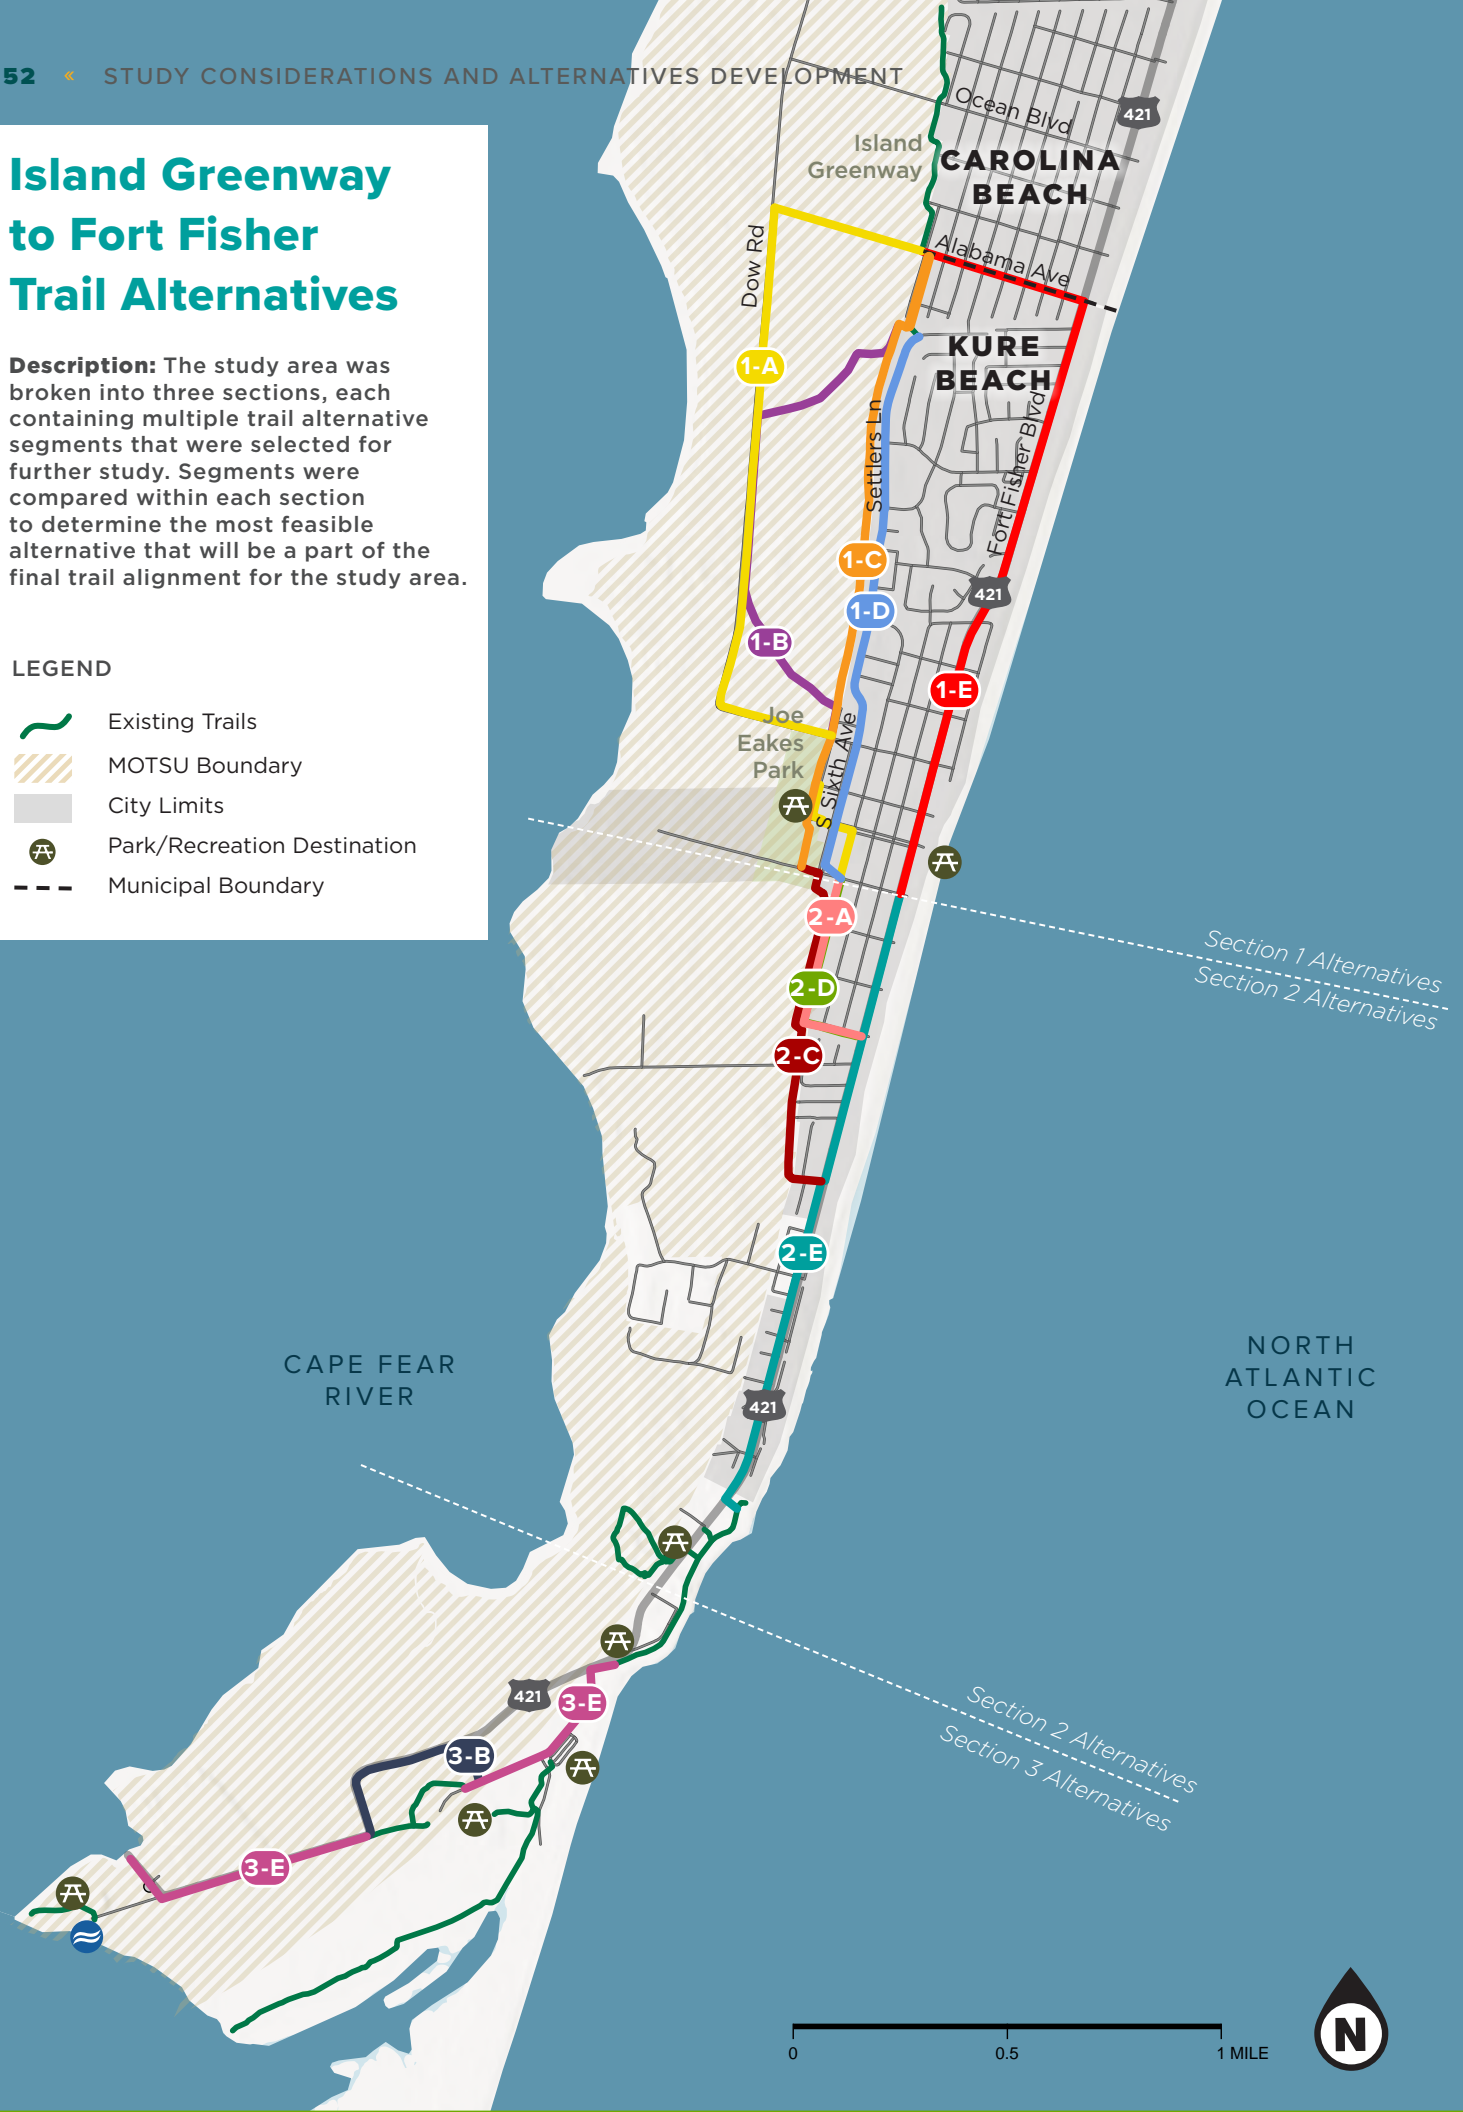 52 « STUDY CONSIDERATIONS AND ALTERNATIVES DEVELOPMENT
Island Greenway
to Fort Fisher
Trail Alternatives
Description: The study area was
broken into three sections, each
containing multiple trail alternative
segments that were selected for
further study. Segments were
compared within each section
to determine the most feasible
alternative that will be a part of the
final trail alignment for the study area.
LEGEND
Existing Trails
MOTSU Boundary
City Limits
Park/Recreation Destination
Municipal Boundary
Ocean Blvd
421
Island
Greenway
CAROLINA
BEACH
Alabama Ave
Dow Rd
KURE
BEACH
1-A
Settlers Ln
Fort Fisher Blvd
1-C
421
1-D
1-B
1-E
Joe
Eakes
Park
S Sixth Ave
2-A
Section 1 Alternatives
Section 2 Alternatives
2-D
2-C
2-E
CAPE FEAR
RIVER
NORTH
ATLANTIC
OCEAN
421
421
3-E
Section 2 Alternatives
Section 3 Alternatives
3-B
3-E
N
0
0.5
1 MILE